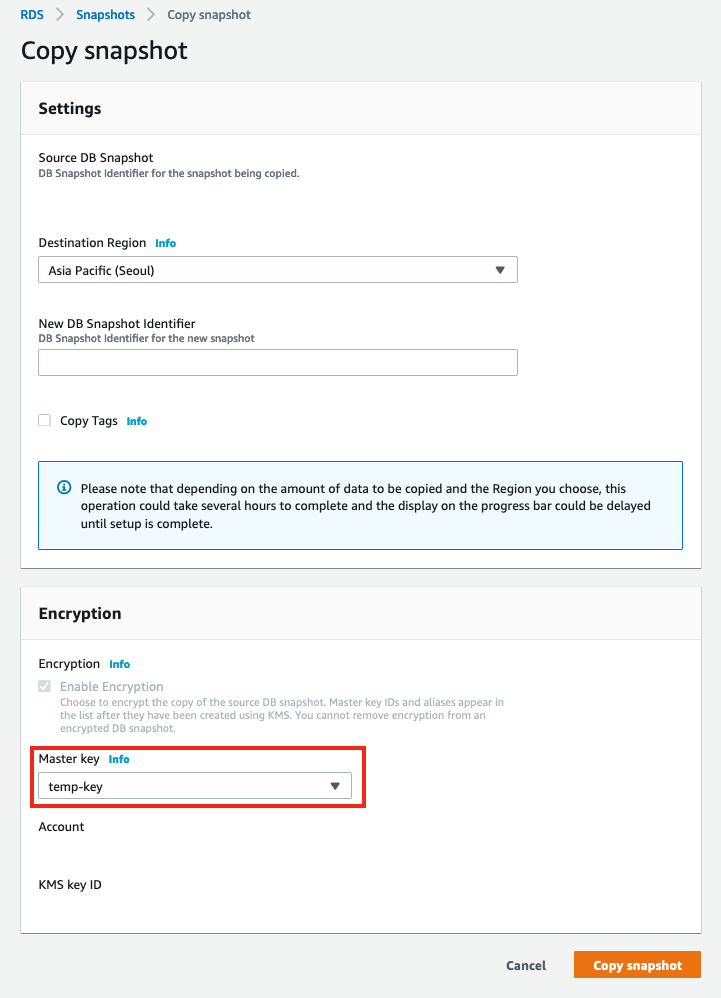 RDS > Snapshots > Copy snapshot
Copy snapshot
Settings
Source DB Snapshot
DB Snapshot Identifier for the snapshot being copied.
Destination Region Info
Asia Pacific (Seoul)
New DB Snapshot Identifier
DB Snapshot Identifier for the new snapshot
Copy Tags Info
Please note that depending on the amount of data to be copied and the Region you choose, this
operation could take several hours to complete and the display on the progress bar could be delayed
until setup is complete.
Encryption
Encryption Info
Enable Encryption
Choose to encrypt the copy of the source DB snapshot. Master key IDs and aliases appear in
the list after they have been created using KMS. You cannot remove encryption from an
encrypted DB snapshot.
Master key Info
temp-key
Account
KMS key ID
Cancel Copy snapshot